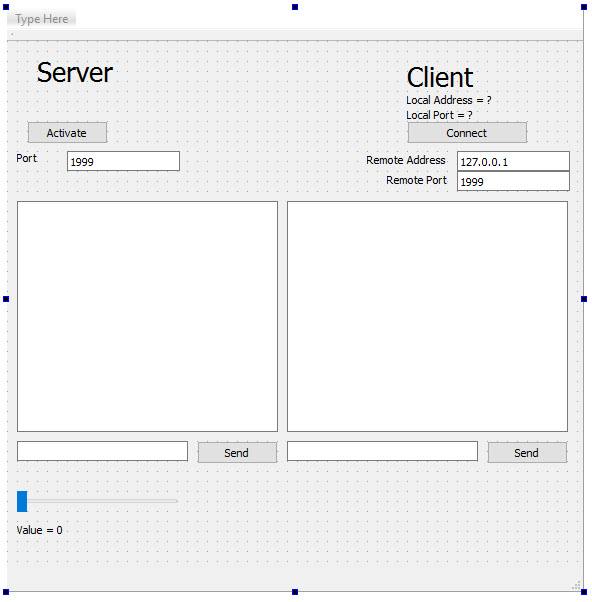 Type Here
Server
Client
Local Address = ?
Local Port = ?
Activate
Connect
Port
1999
Remote Address
127.0.0.1
Remote Port
1999
Send
Send
Value = 0